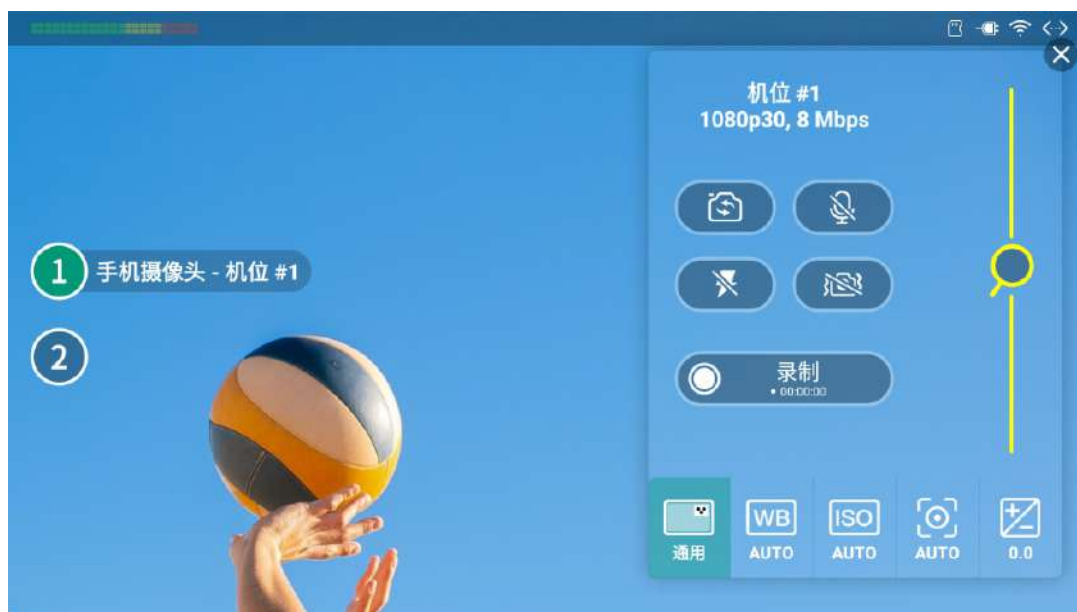 机位 #1
1080p30, 8 Mbps
1
手机摄像头 - 机位 #1
2
录制
• 00:00:00
WB
ISO
通用
AUTO
AUTO
AUTO
0.0